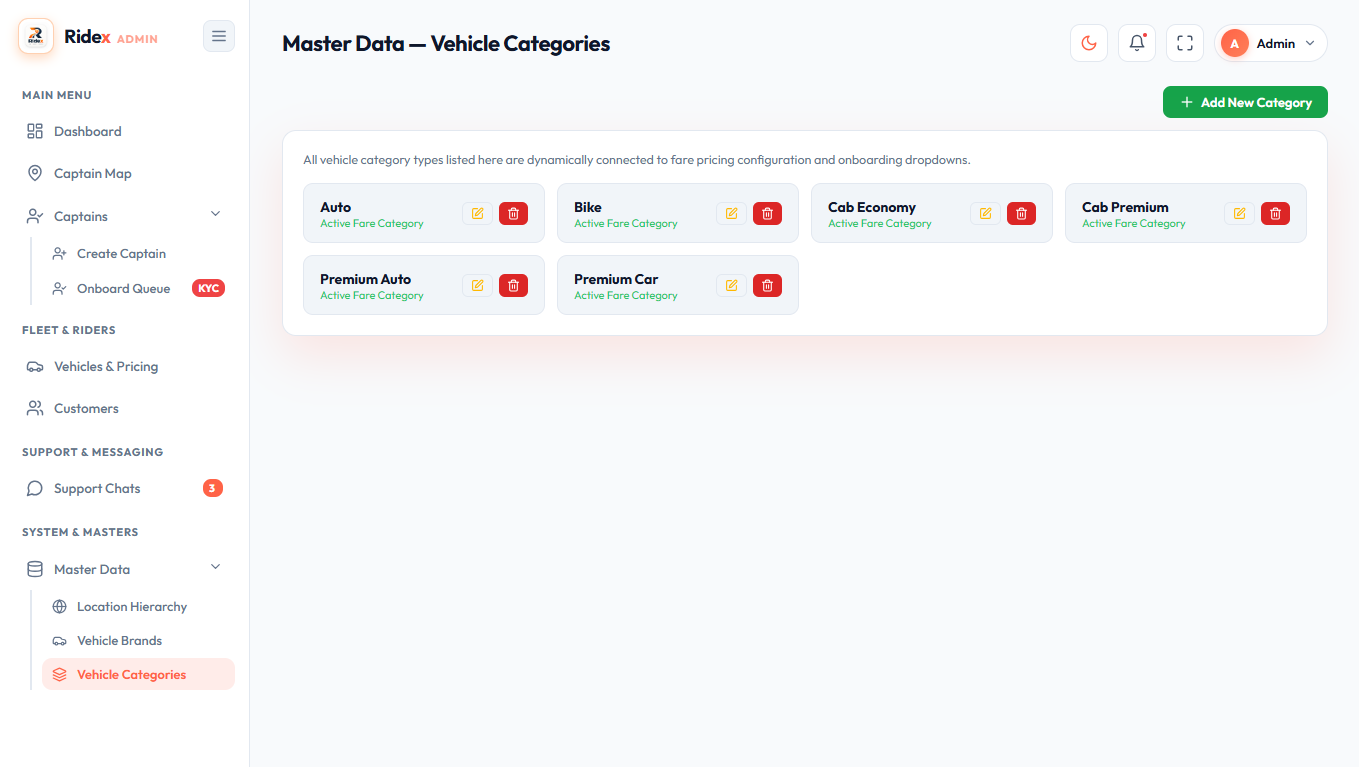 Ridex ADMIN
MAIN MENU
Dashboard
Captain Map
Captains
Create Captain
Onboard Queue KYC
FLEET & RIDERS
Vehicles & Pricing
Customers
SUPPORT & MESSAGING
Support Chats 3
SYSTEM & MASTERS
Master Data
Location Hierarchy
Vehicle Brands
Vehicle Categories
Master Data — Vehicle Categories
A Admin
Add New Category
All vehicle category types listed here are dynamically connected to fare pricing configuration and onboarding dropdowns.
Auto
Active Fare Category
Bike
Active Fare Category
Cab Economy
Active Fare Category
Cab Premium
Active Fare Category
Premium Auto
Active Fare Category
Premium Car
Active Fare Category